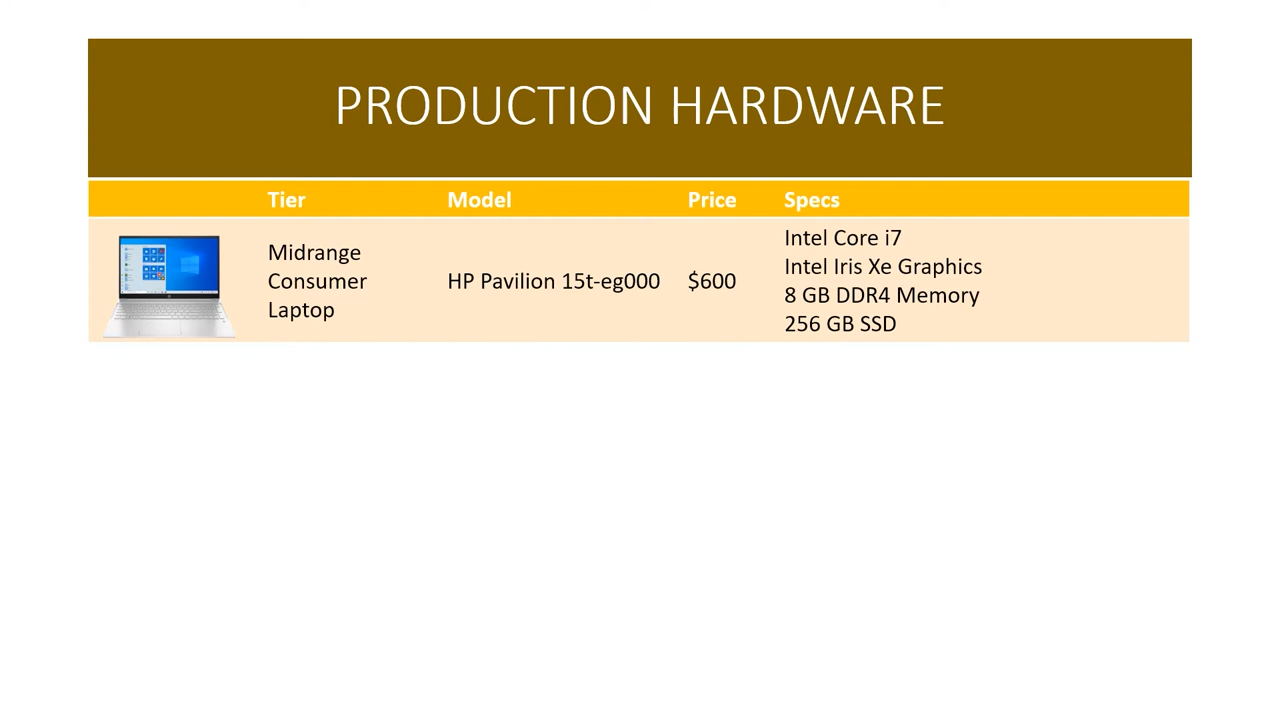 PRODUCTION HARDWARE
Tier Model Price Specs
Midrange
Consumer
Laptop
HP Pavilion 15t-eg000
$600
Intel Core i7
Intel Iris Xe Graphics
8 GB DDR4 Memory
256 GB SSD